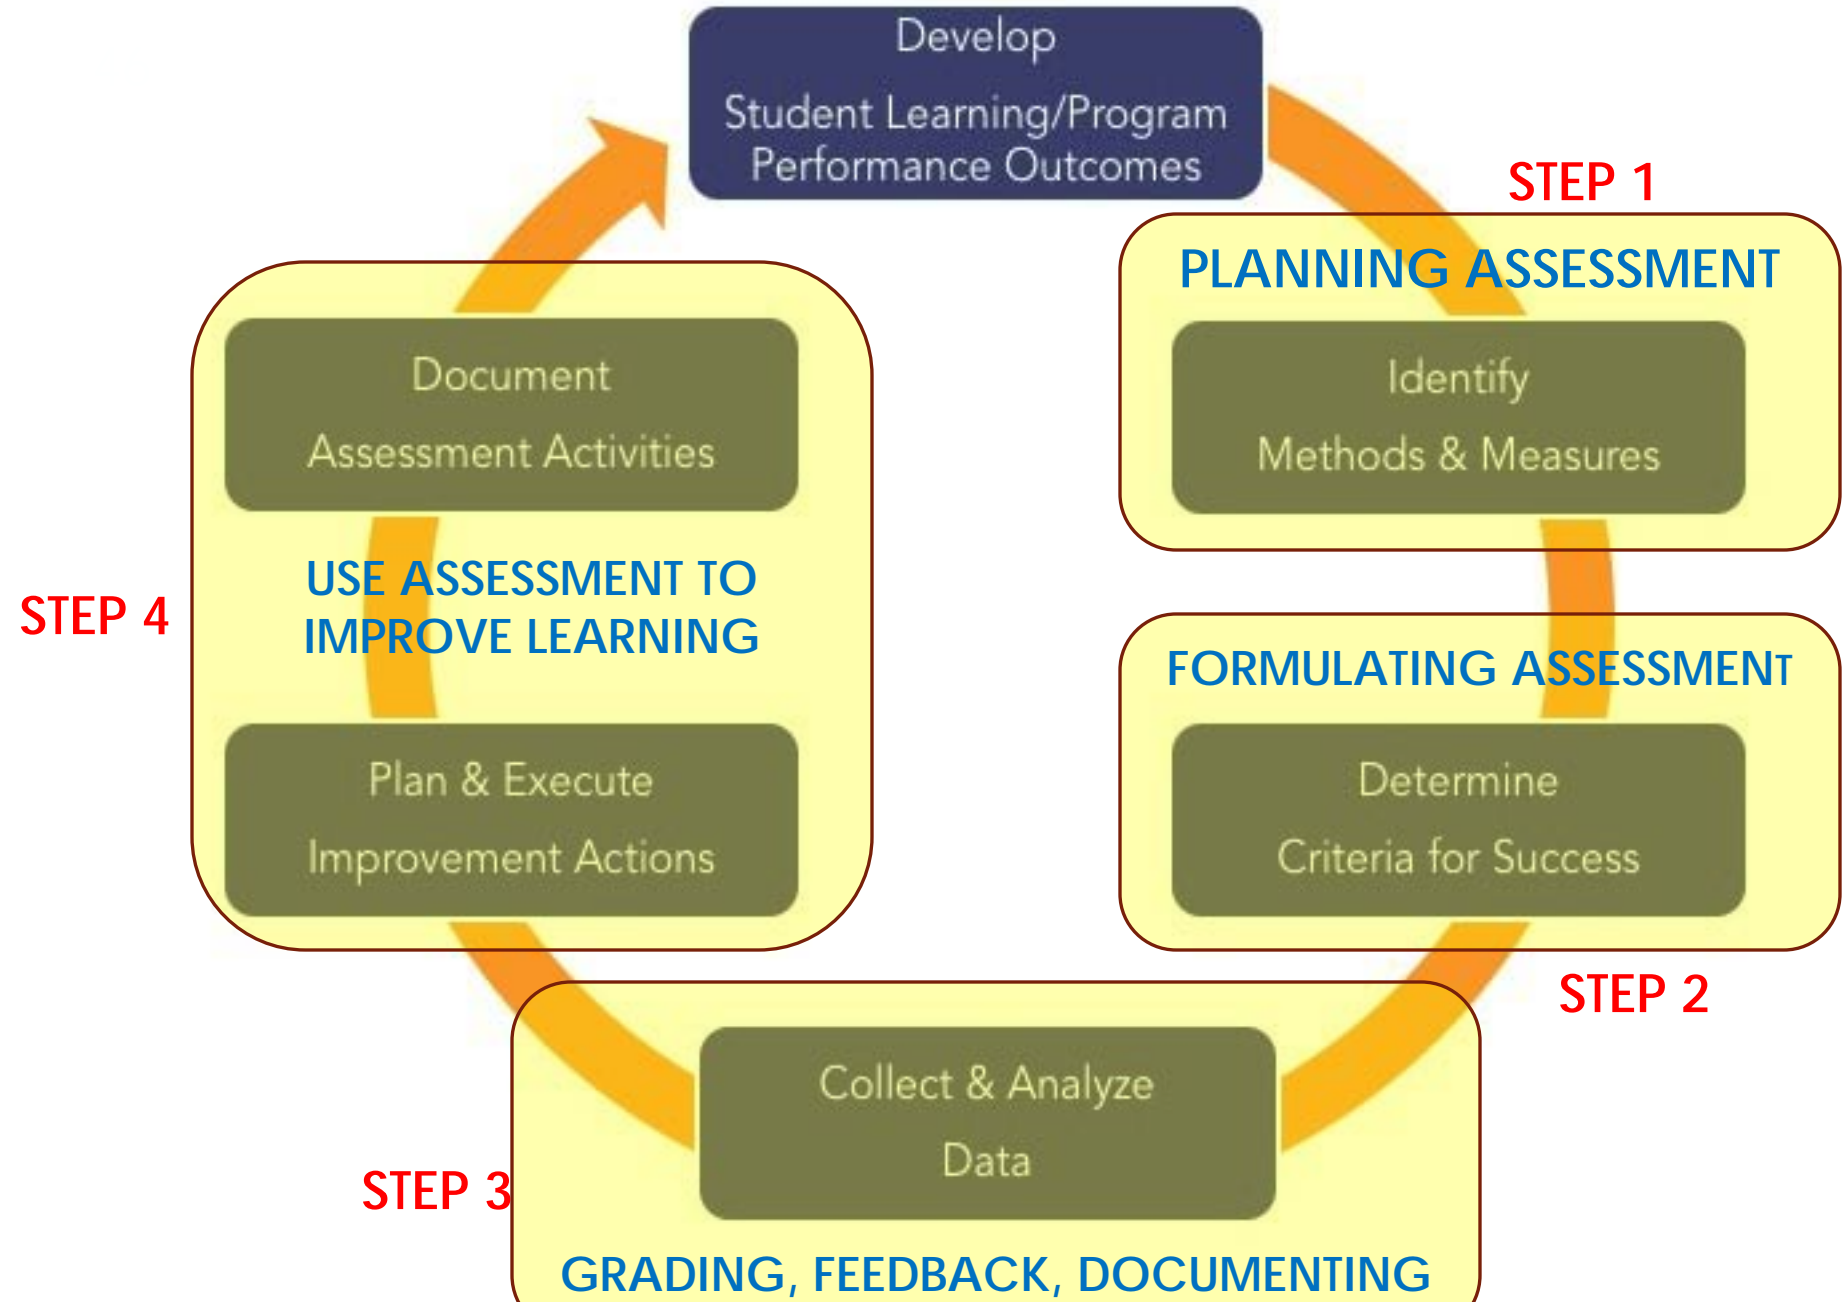 Develop
Student Learning/Program
Performance Outcomes
STEP 1
PLANNING ASSESSMENT
Identify
Methods & Measures
FORMULATING ASSESSMENT
Determine
Criteria for Success
STEP 2
Collect & Analyze
Data
GRADING, FEEDBACK, DOCUMENTING
STEP 3
Plan & Execute
Improvement Actions
USE ASSESSMENT TO
IMPROVE LEARNING
STEP 4
Document
Assessment Activities